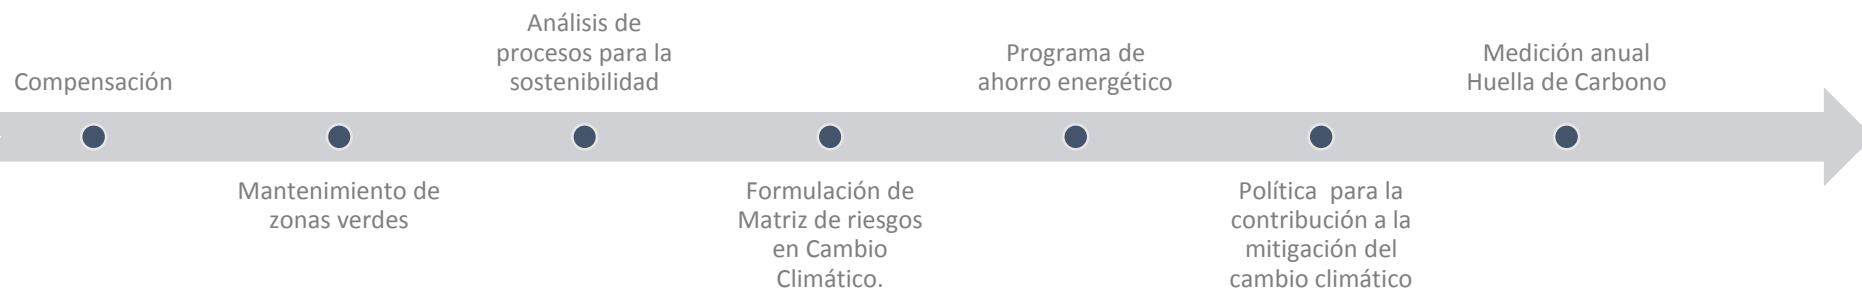 Compensación
Mantenimiento de
zonas verdes
Análisis de
procesos para la
sostenibilidad
Formulación de
Matriz de riesgos
en Cambio
Climático.
Programa de
ahorro energético
Política  para la
contribución a la
mitigación del
cambio climático
Medición anual
Huella de Carbono